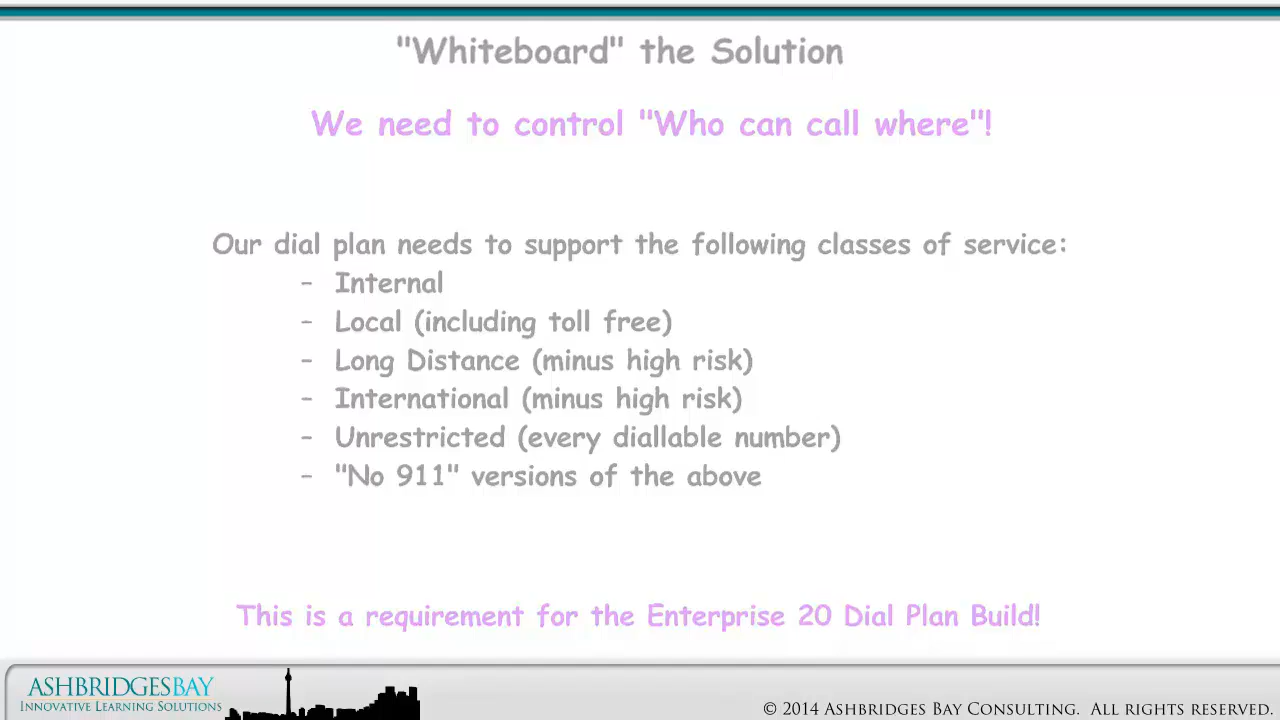 "Whiteboard" the Solution
We need to control "Who can call where"!
Our dial plan needs to support the following classes of service:
- Internal
- Local (including toll free)
- Long Distance (minus high risk)
- International (minus high risk)
- Unrestricted (every diallable number)
- "No 911" versions of the above
This is a requirement for the Enterprise 20 Dial Plan Build!
ASHBRIDGESBAY
INNOVATIVE LEARNING SOLUTIONS
© 2014 ASHBRIDGES BAY CONSULTING. ALL RIGHTS RESERVED.